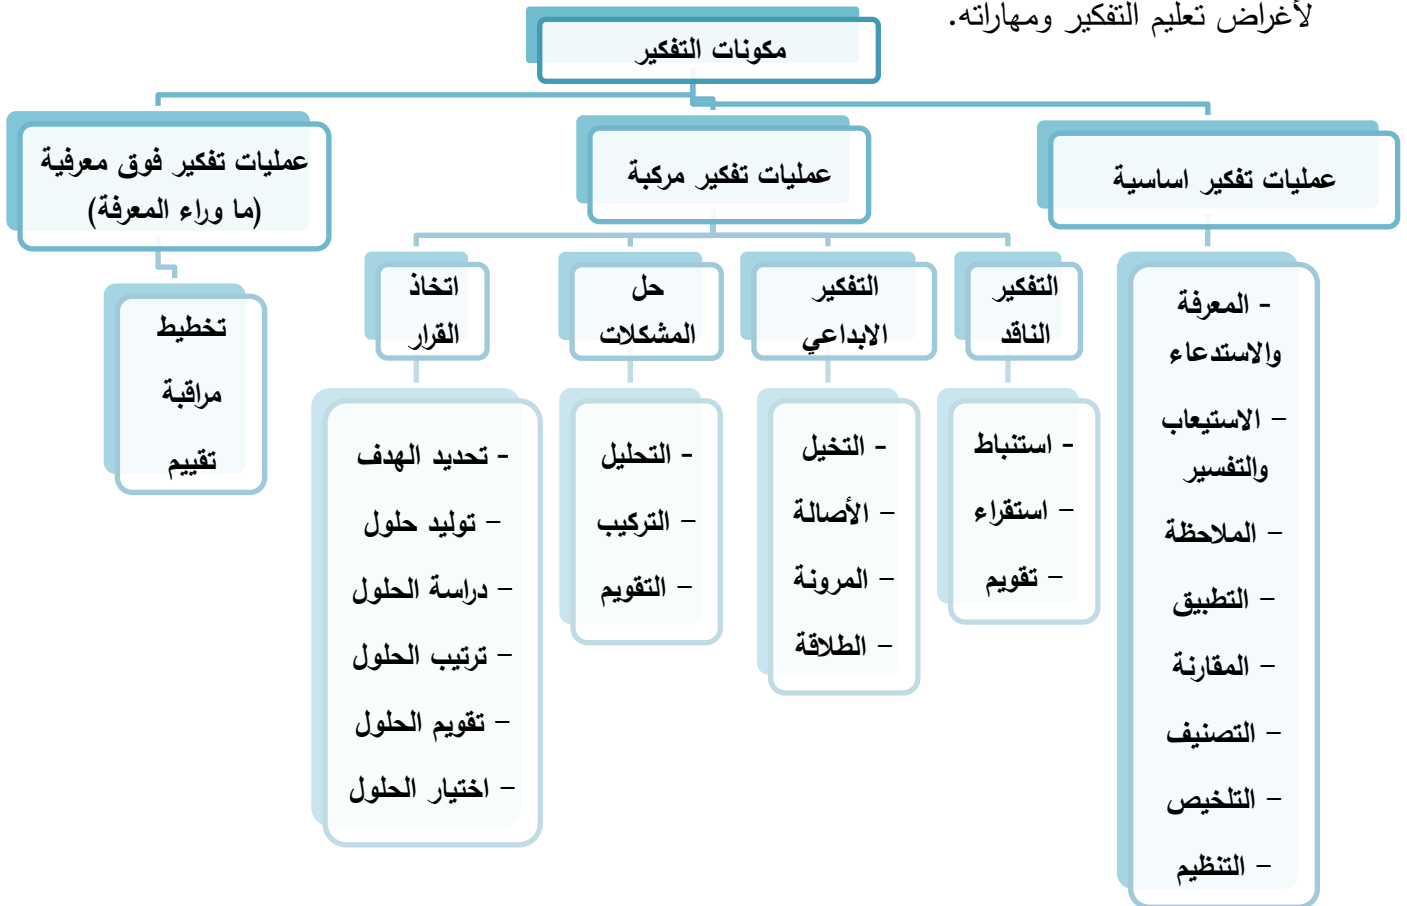 لأغراض تعليم التفكير ومهاراته.
مكونات التفكير
عمليات تفكير اساسية
- المعرفة
والاستدعاء
- الاستيعاب
والتفسير
- الملاحظة
- التطبيق
- المقارنة
- التصنيف
- التلخيص
- التنظيم
عمليات تفكير مركبة
التفكير
الناقد
- استنباط
- استقراء
- تقويم
التفكير
الابداعي
- التخيل
- الأصالة
- المرونة
- الطلاقة
حل
المشكلات
- التحليل
- التركيب
- التقويم
اتخاذ
القرار
- تحديد الهدف
- توليد حلول
- دراسة الحلول
- ترتيب الحلول
- تقويم الحلول
- اختيار الحلول
عمليات تفكير فوق معرفية
(ما وراء المعرفة)
تخطيط
مراقبة
تقييم